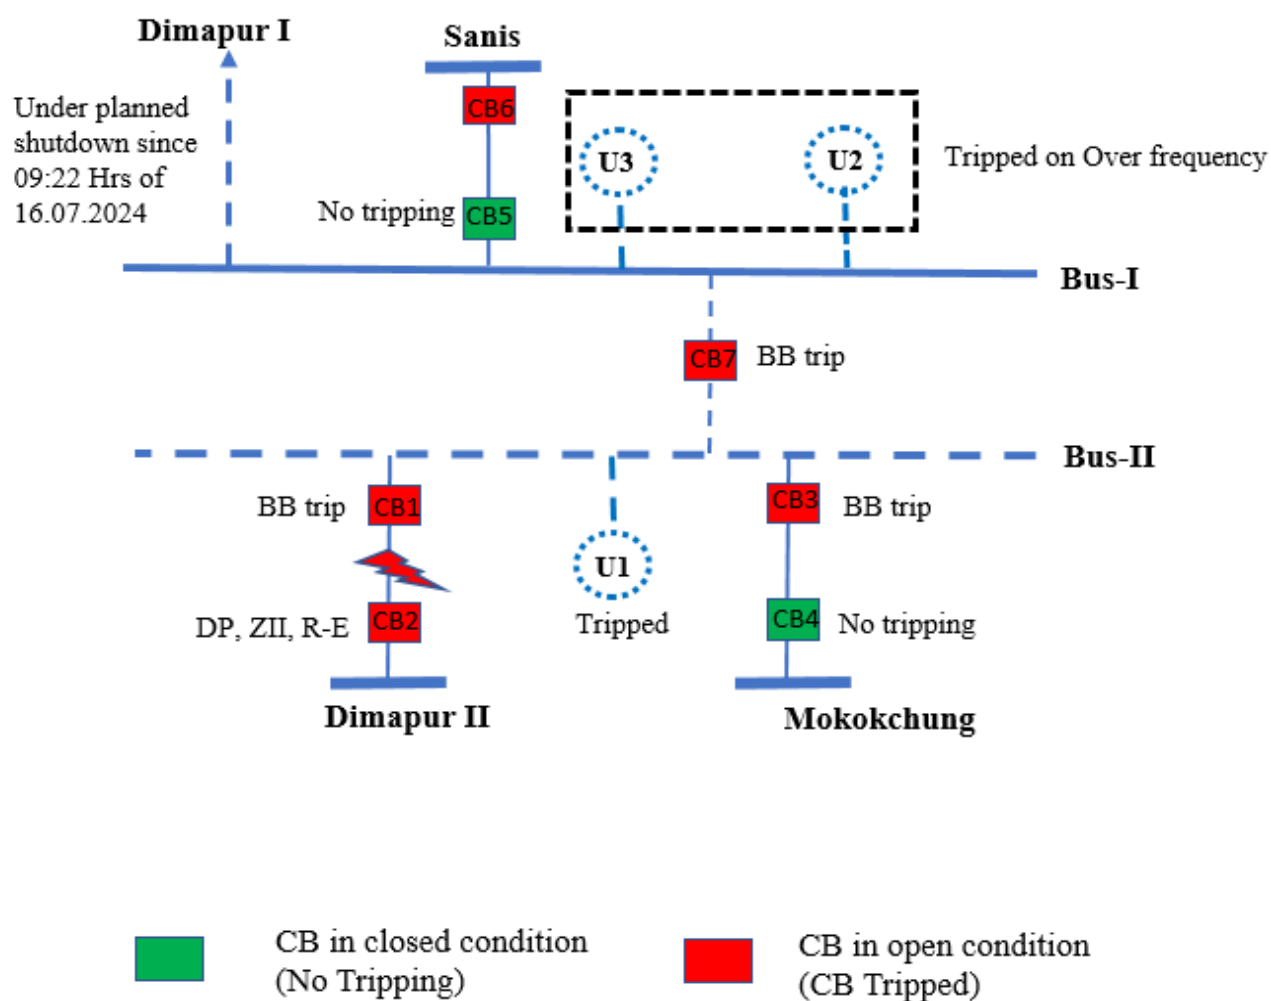 Dimapur I
Sanis
Under planned
shutdown since
09:22 Hrs of
16.07.2024
CB6
U3
U2
Tripped on Over frequency
No tripping
CB5
Bus-I
CB7
BB trip
Bus-II
BB trip
CB1
CB3
BB trip
U1
Tripped
DP, ZII, R-E
CB2
CB4
No tripping
Dimapur II
Mokokchung
CB in closed condition
(No Tripping)
CB in open condition
(CB Tripped)